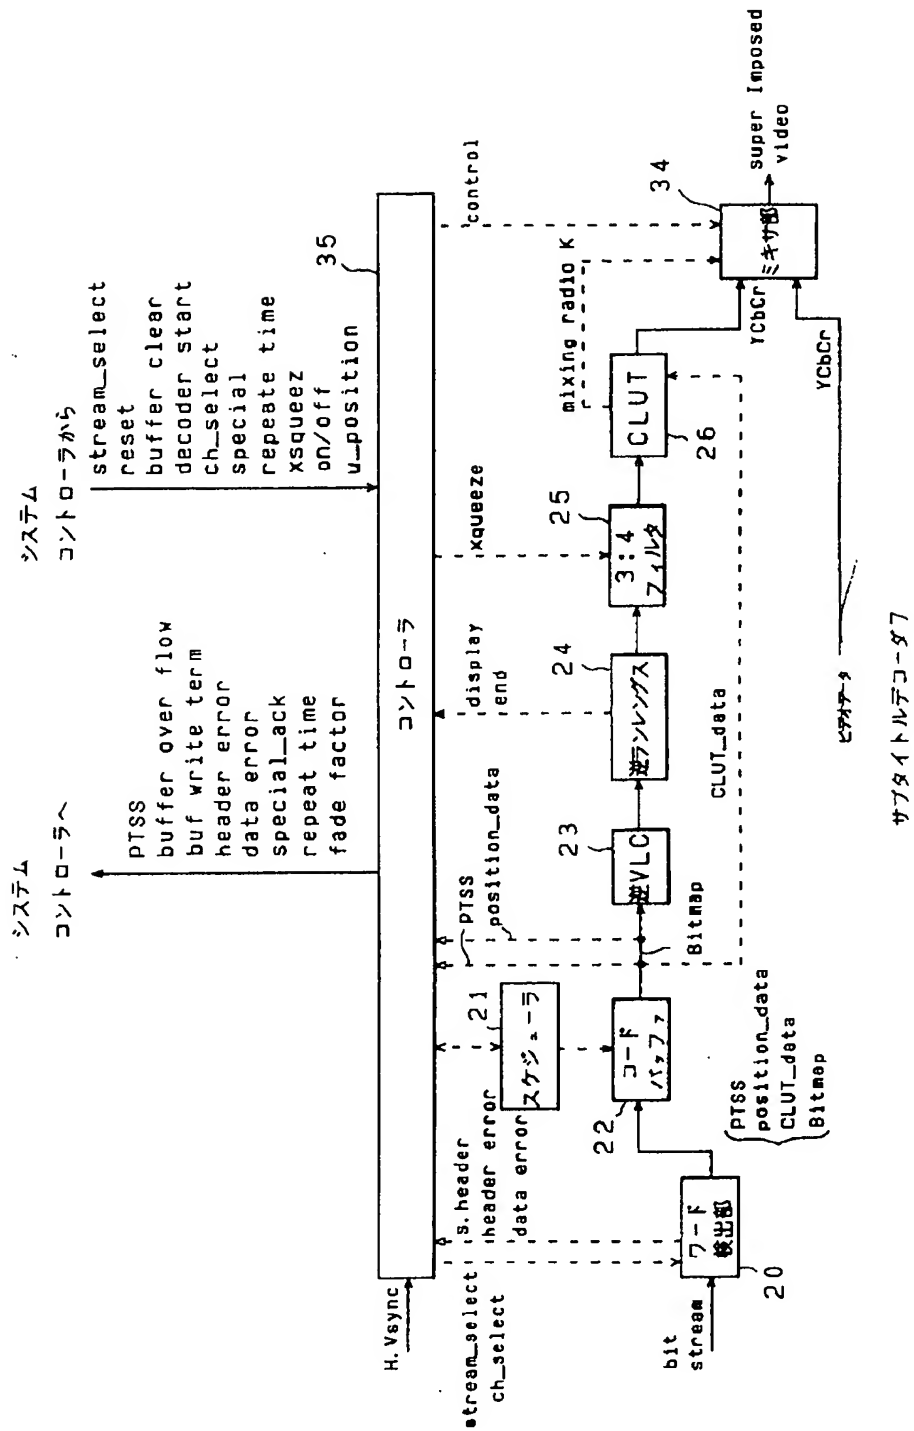 システム
コントローラへ
PTSS
buffer over flow
buf write term
header error
data error
special_ack
repeat time
fade factor
システム
コントローラから
stream_select
reset
buffer clear
decoder start
ch_select
special
repeat time
xsqueez
on/off
u_position
H.Vsync
コントローラ
35
stream_select
ch_select
s.header
header error
data error
21
スケジューラ
PTSS
position_data
display
end
xqueeze
control
bit
stream
ワード
検出部
20
22
コード
バッファ
Bitmap
23
逆VLC
24
逆ランレングス
25
3:4
フィルタ
CLUT
26
mixing radio K
YCbCr
34
ミキサ部
super Imposed
video
PTSS
position_data
CLUT_data
Bitmap
CLUT_data
YCbCr
ビデオデータ
サブタイトルデコーダ7